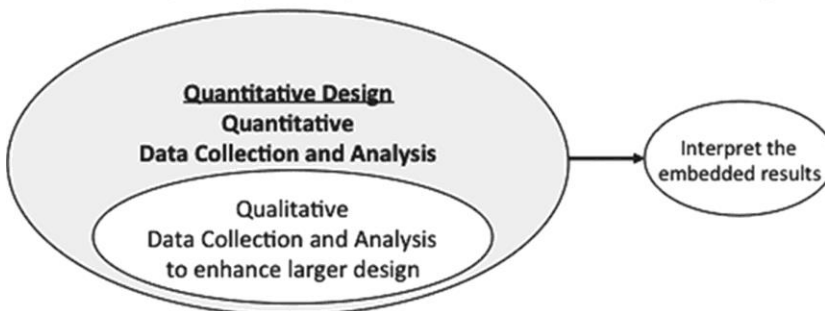 Quantitative Design
Quantitative
Data Collection and Analysis
Qualitative
Data Collection and Analysis
to enhance larger design
Interpret the
embedded results